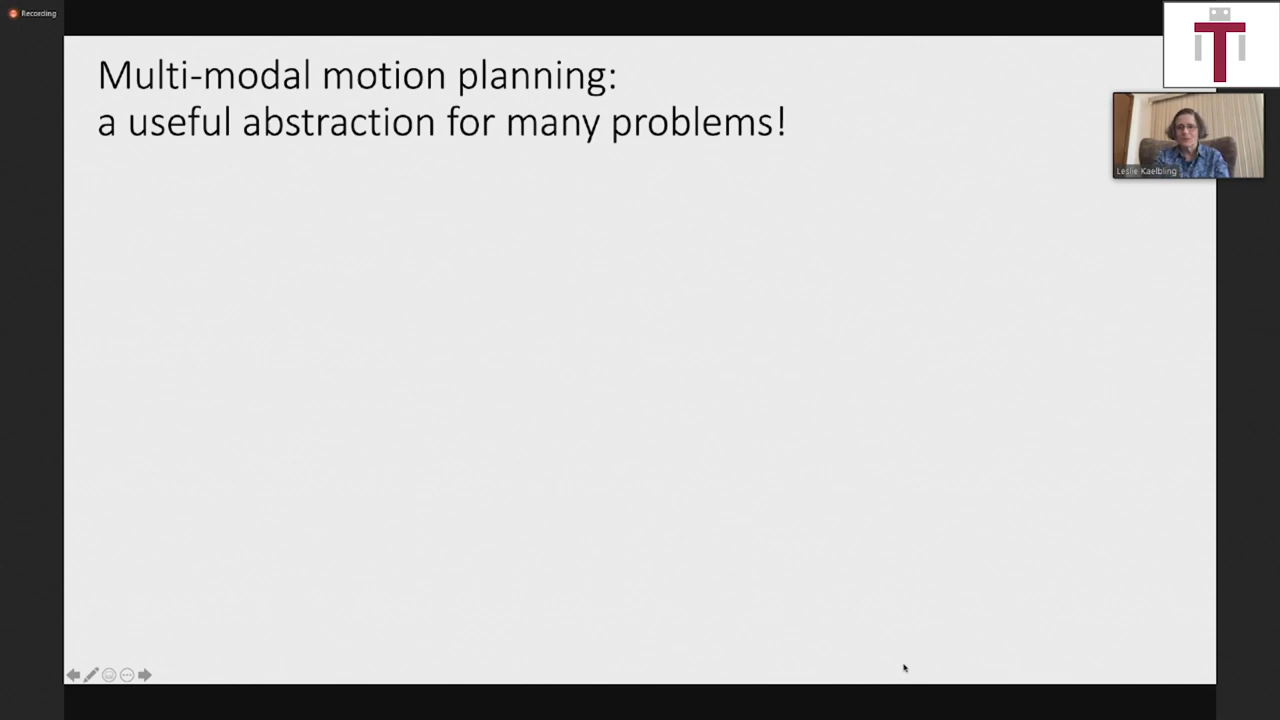 Recording
Multi-modal motion planning:
a useful abstraction for many problems!
T
Leslie Kaelbling